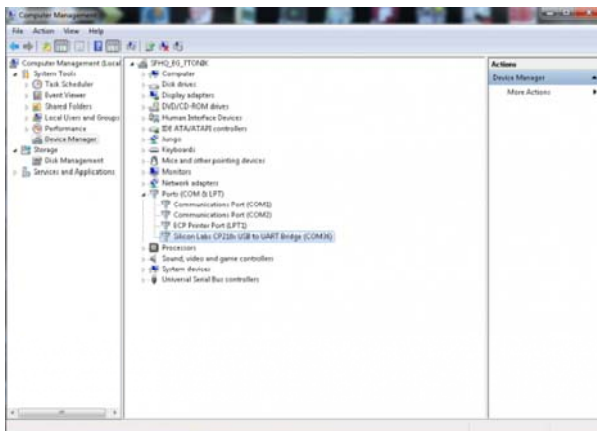 Computer Management
File Action View Help
Computer Management (Local
System Tools
Task Scheduler
Event Viewer
Shared Folders
Local Users and Groups
Performance
Device Manager
Storage
Disk Management
Services and Applications
Computer
Disk drives
Display adapters
DVD/CD-ROM drives
Human Interface Devices
IDE ATA/ATAPI controllers
Jungo
Keyboards
Mice and other pointing devices
Monitors
Network adapters
Ports (COM & LPT)
Communications Port (COM1)
Communications Port (COM2)
ECP Printer Port (LPT1)
Silicon Labs CP210x USB to UART Bridge (COM36)
Processors
Sound, video and game controllers
System devices
Universal Serial Bus controllers
Actions
Device Manager
More Actions